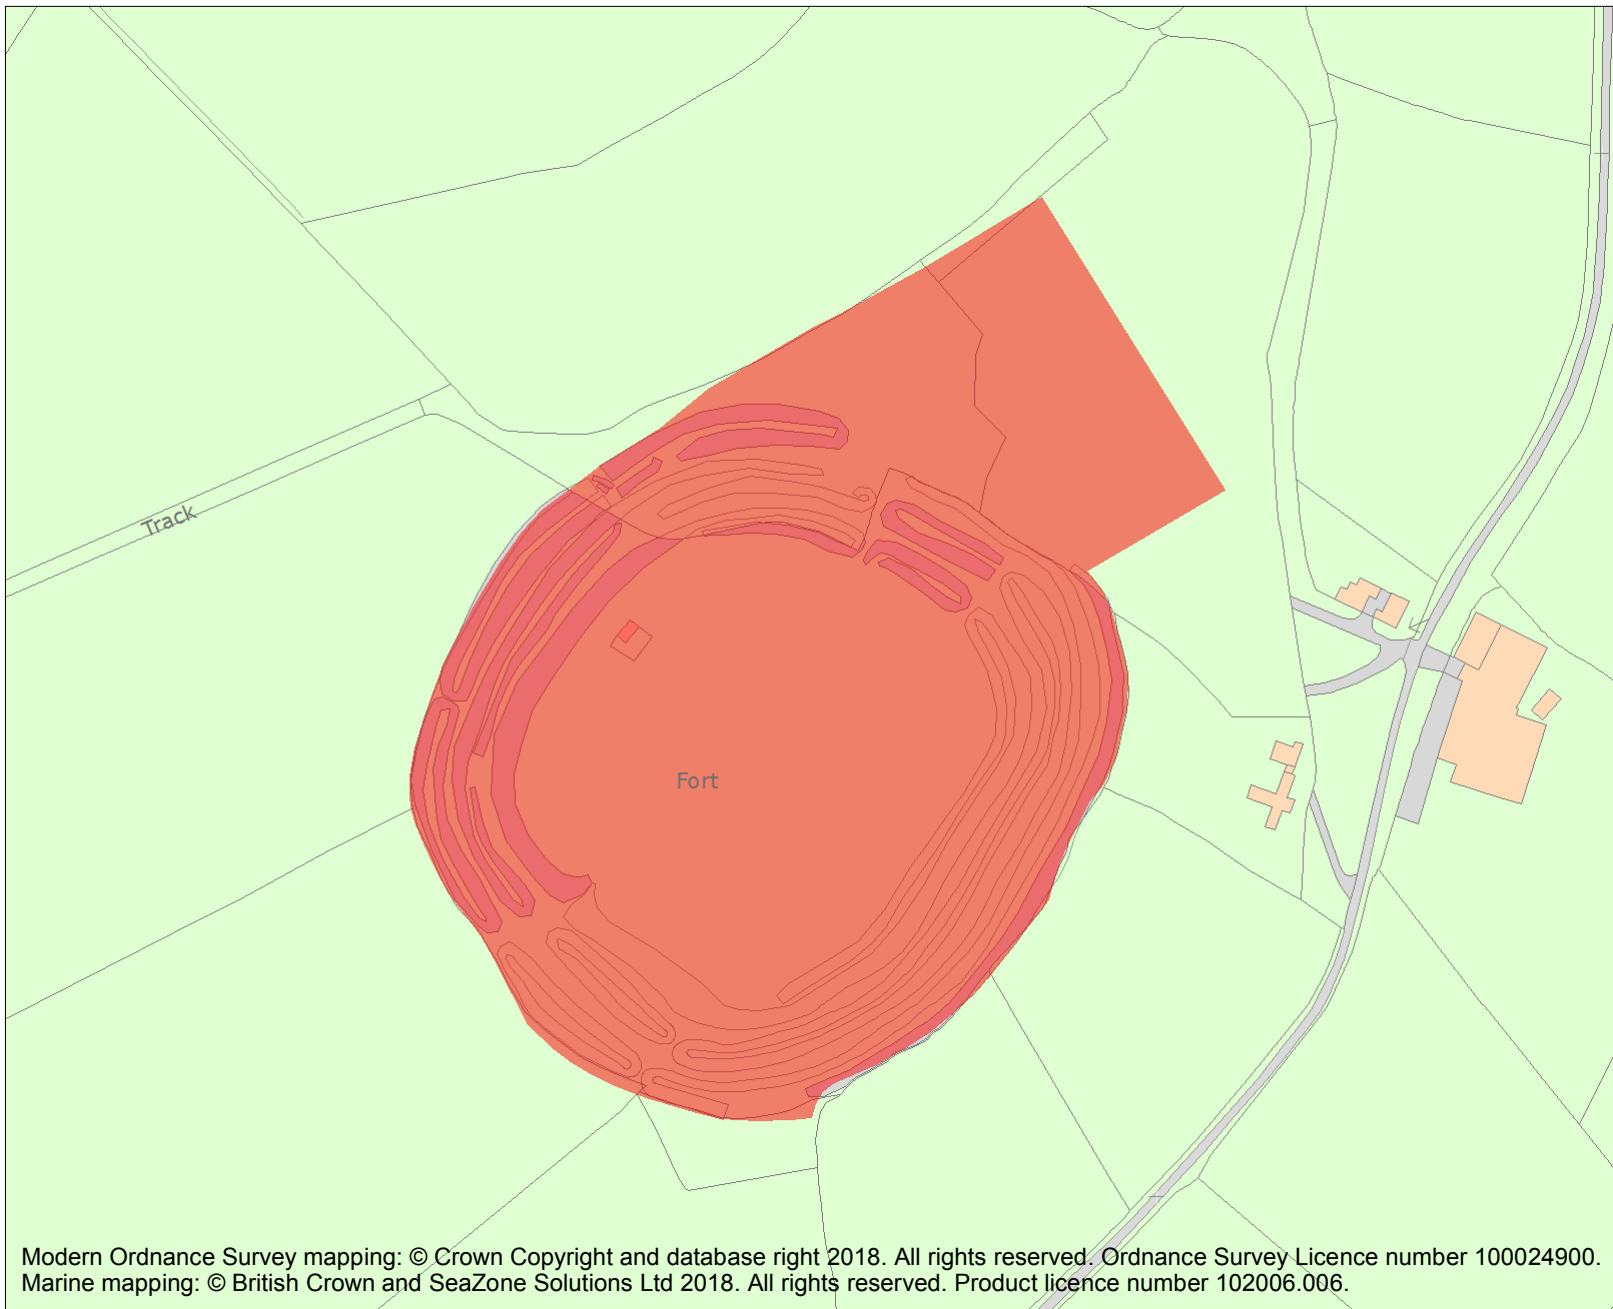 Track
Fort
Modern Ordnance Survey mapping: © Crown Copyright and database right 2018. All rights reserved. Ordnance Survey Licence number 100024900.
Marine mapping: © British Crown and SeaZone Solutions Ltd 2018. All rights reserved. Product licence number 102006.006.